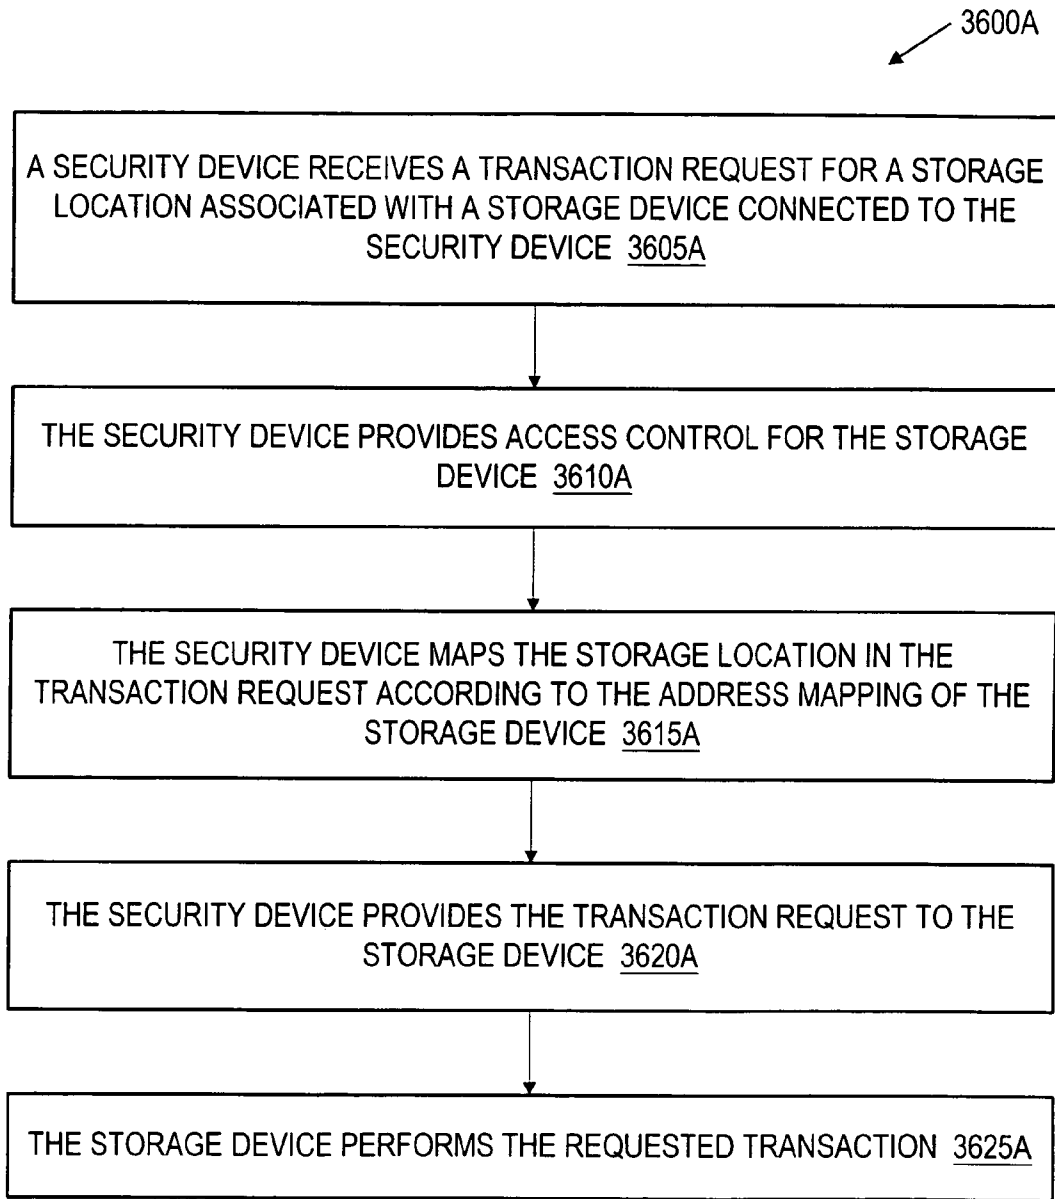 3600A
A SECURITY DEVICE RECEIVES A TRANSACTION REQUEST FOR A STORAGE
LOCATION ASSOCIATED WITH A STORAGE DEVICE CONNECTED TO THE
SECURITY DEVICE 3605A
THE SECURITY DEVICE PROVIDES ACCESS CONTROL FOR THE STORAGE
DEVICE 3610A
THE SECURITY DEVICE MAPS THE STORAGE LOCATION IN THE
TRANSACTION REQUEST ACCORDING TO THE ADDRESS MAPPING OF THE
STORAGE DEVICE 3615A
THE SECURITY DEVICE PROVIDES THE TRANSACTION REQUEST TO THE
STORAGE DEVICE 3620A
THE STORAGE DEVICE PERFORMS THE REQUESTED TRANSACTION 3625A